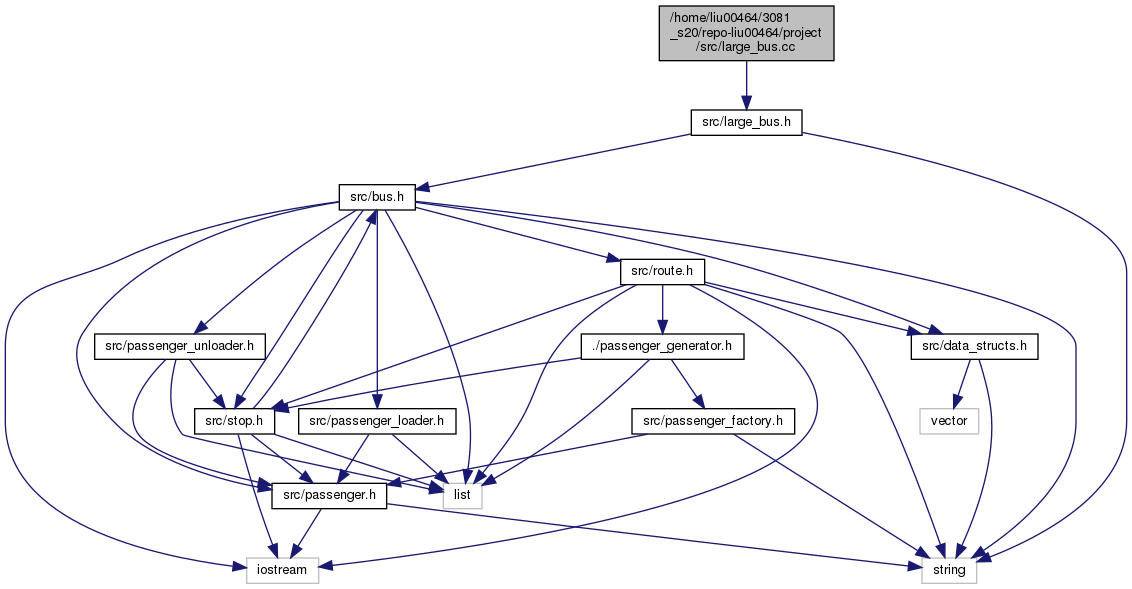 /home/liu00464/3081
_s20/repo-liu00464/project
/src/large_bus.cc
src/large_bus.h
src/bus.h
src/route.h
src/passenger_unloader.h
./passenger_generator.h
src/data_structs.h
src/stop.h
src/passenger_loader.h
src/passenger_factory.h
vector
src/passenger.h
list
iostream
string